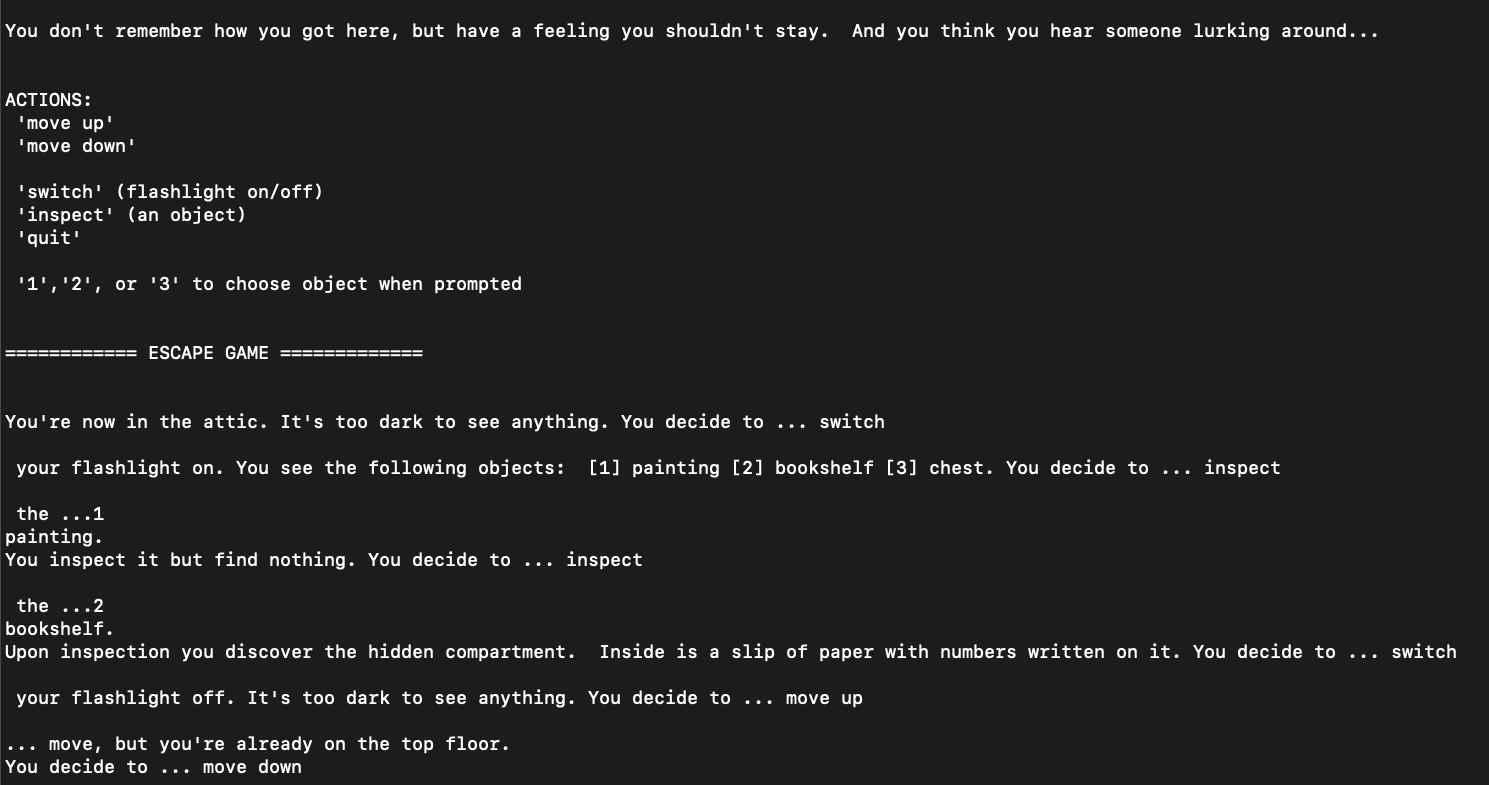 You don't remember how you got here, but have a feeling you shouldn't stay.  And you think you hear someone lurking around...
ACTIONS:
'move up'
'move down'
'switch' (flashlight on/off)
'inspect' (an object)
'quit'
'1','2', or '3' to choose object when prompted
============ ESCAPE GAME =============
You're now in the attic. It's too dark to see anything. You decide to ... switch
your flashlight on. You see the following objects:  [1] painting [2] bookshelf [3] chest. You decide to ... inspect
the ...1
painting.
You inspect it but find nothing. You decide to ... inspect
the ...2
bookshelf.
Upon inspection you discover the hidden compartment.  Inside is a slip of paper with numbers written on it. You decide to ... switch
your flashlight off. It's too dark to see anything. You decide to ... move up
... move, but you're already on the top floor.
You decide to ... move down